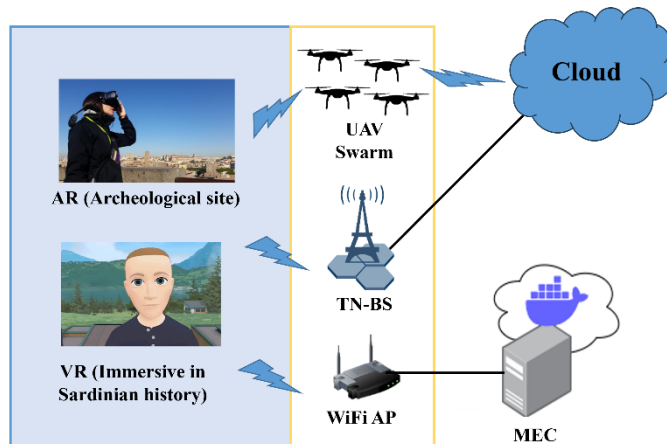 Cloud
UAV
Swarm
AR (Archeological site)
TN-BS
VR (Immersive in
Sardinian history)
WiFi AP
MEC